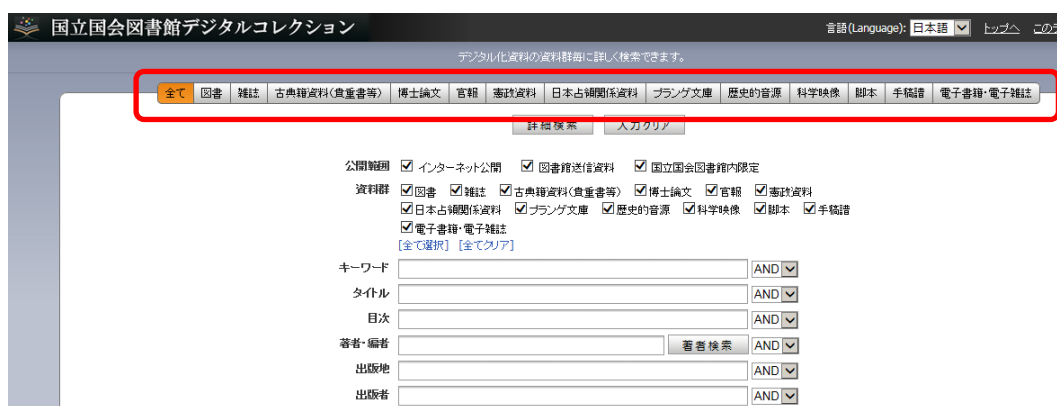 国立国会図書館デジタルコレクション 言語(Language): 日本語 トップへ
デジタル化資料の資料群毎に詳しく検索できます。
全て 図書 雑誌 古典籍資料(貴重書等) 博士論文 官報 憲政資料 日本占領関係資料 プランゲ文庫 歴史的音源 科学映像 脚本 手稿譜 電子書籍・電子雑誌
詳細検索 入力クリア
公開範囲 インターネット公開 図書館送信資料 国立国会図書館内限定
資料群 図書 雑誌 古典籍資料(貴重書等) 博士論文 官報 憲政資料
日本占領関係資料 プランゲ文庫 歴史的音源 科学映像 脚本 手稿譜
電子書籍・電子雑誌
[全て選択] [全てクリア]
キーワード AND
タイトル AND
目次 AND
著者・編者 著者検索 AND
出版地 AND
出版者 AND